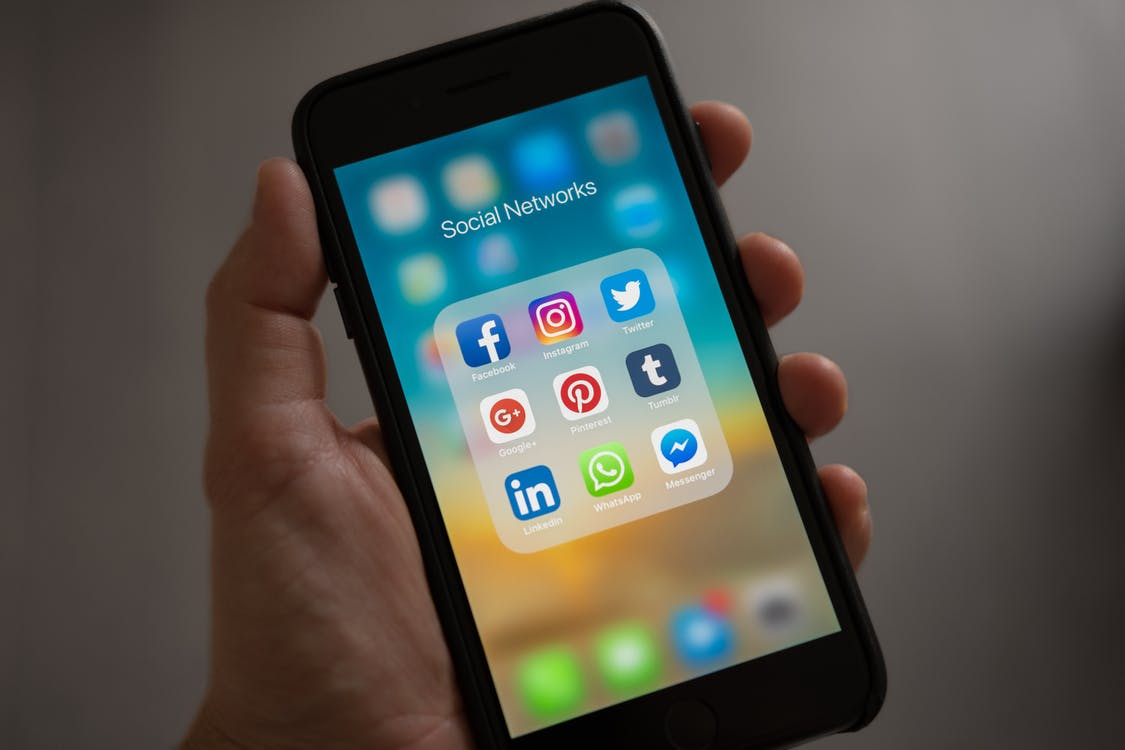 Social Networks
Facebook
Instagram
Twitter
Google+
Pinterest
Tumblr
LinkedIn
WhatsApp
Messenger